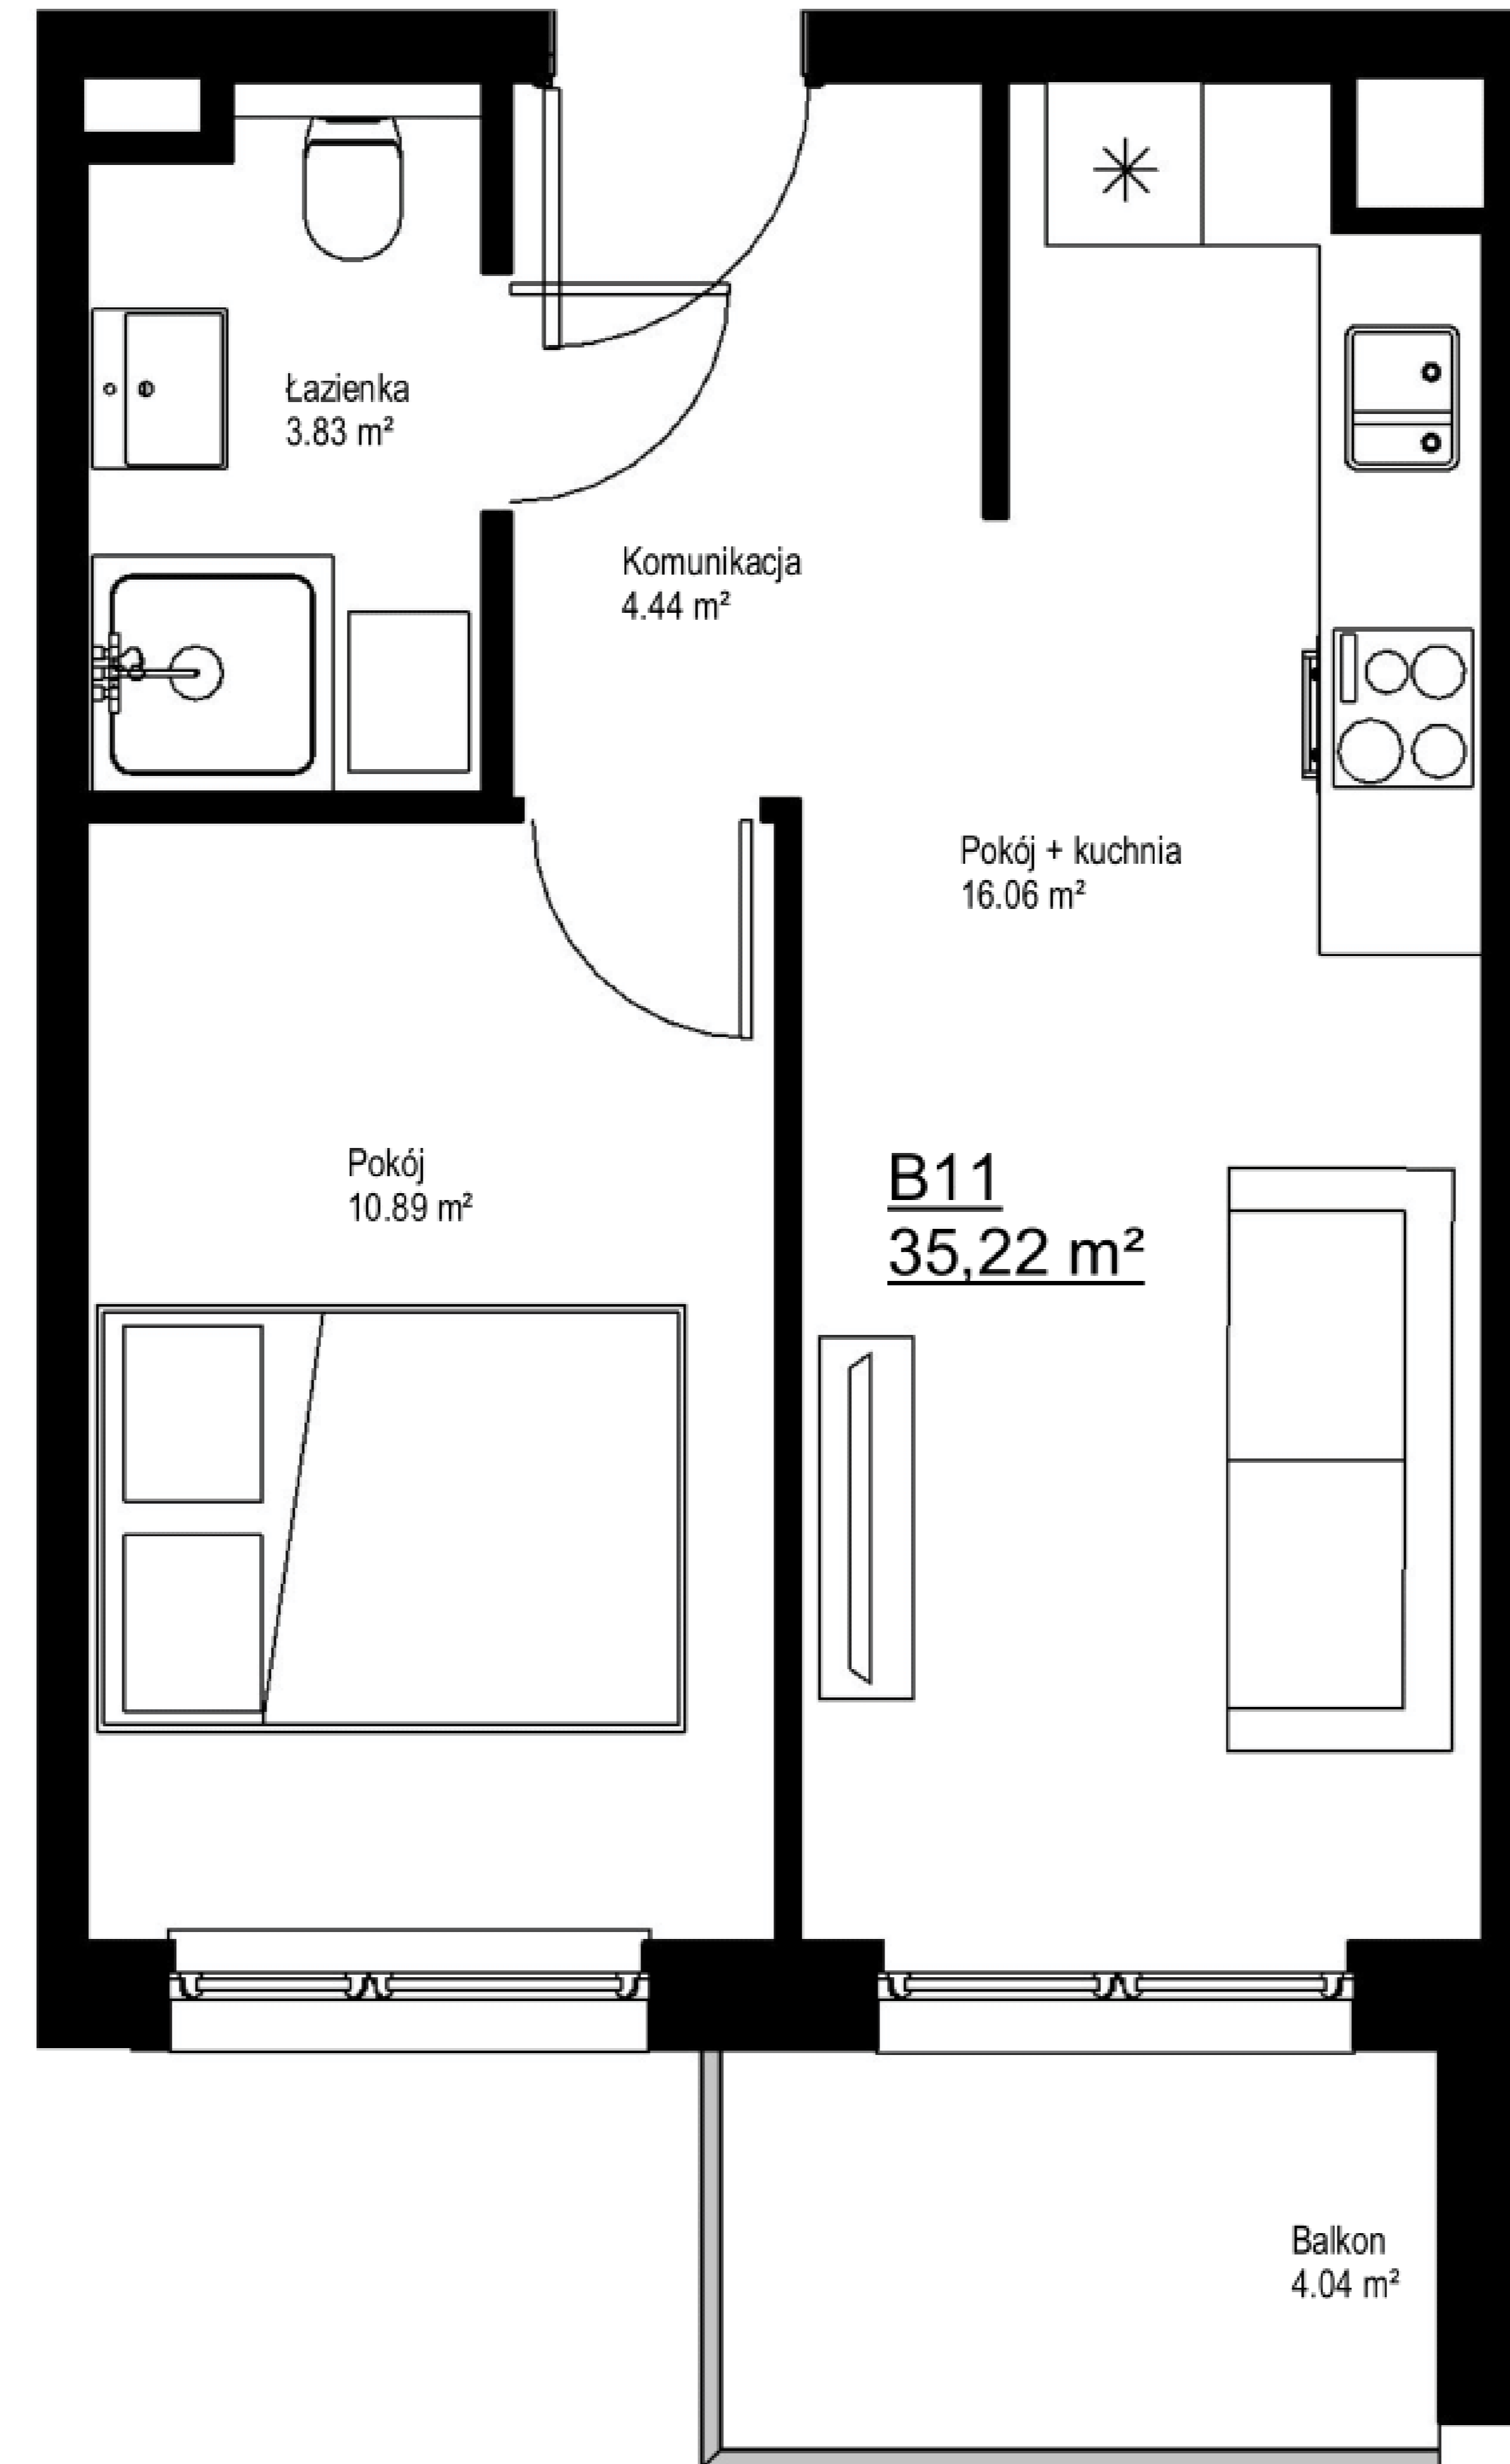 Łazienka
3.83 m²
Komunikacja
4.44 m²
Pokój + kuchnia
16.06 m²
Pokój
10.89 m²
B11
35,22 m²
Balkon
4.04 m²